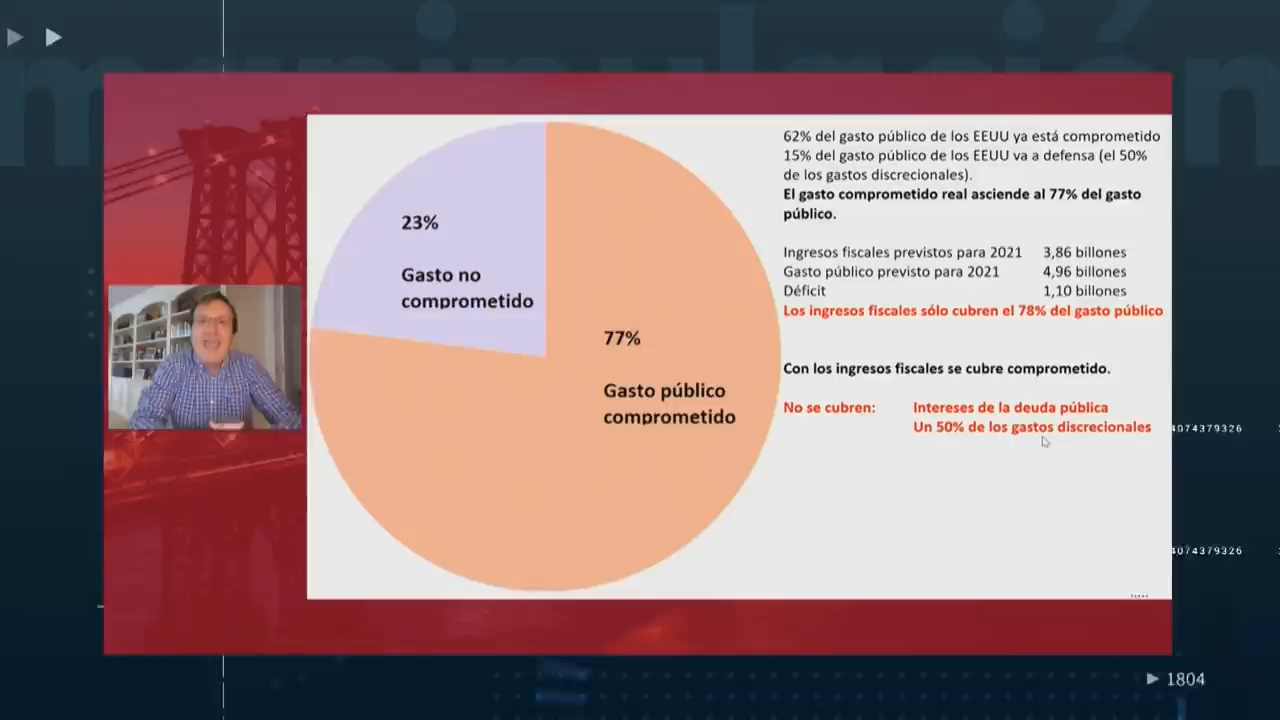 manipulación
23%
Gasto no
comprometido
77%
Gasto público
comprometido
62% del gasto público de los EEUU ya está comprometido
15% del gasto público de los EEUU va a defensa (el 50%
de los gastos discrecionales).
El gasto comprometido real asciende al 77% del gasto
público.
Ingresos fiscales previstos para 2021 3,86 billones
Gasto público previsto para 2021 4,96 billones
Déficit 1,10 billones
Los ingresos fiscales sólo cubren el 78% del gasto público
Con los ingresos fiscales se cubre comprometido.
No se cubren: Intereses de la deuda pública
Un 50% de los gastos discrecionales
4074379326
4074379326
1804